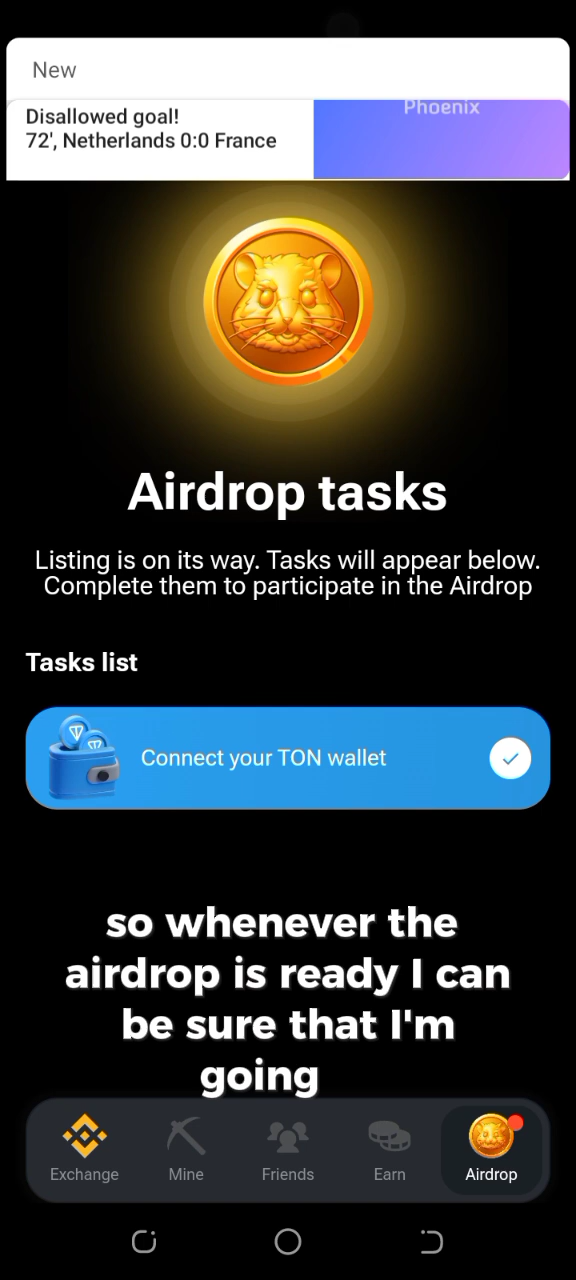 New
Phoenix
Disallowed goal!
72', Netherlands 0:0 France
Airdrop tasks
Listing is on its way. Tasks will appear below.
Complete them to participate in the Airdrop
Tasks list
Connect your TON wallet
so whenever the
airdrop is ready I can
be sure that I'm
going
Exchange Mine Friends Earn Airdrop